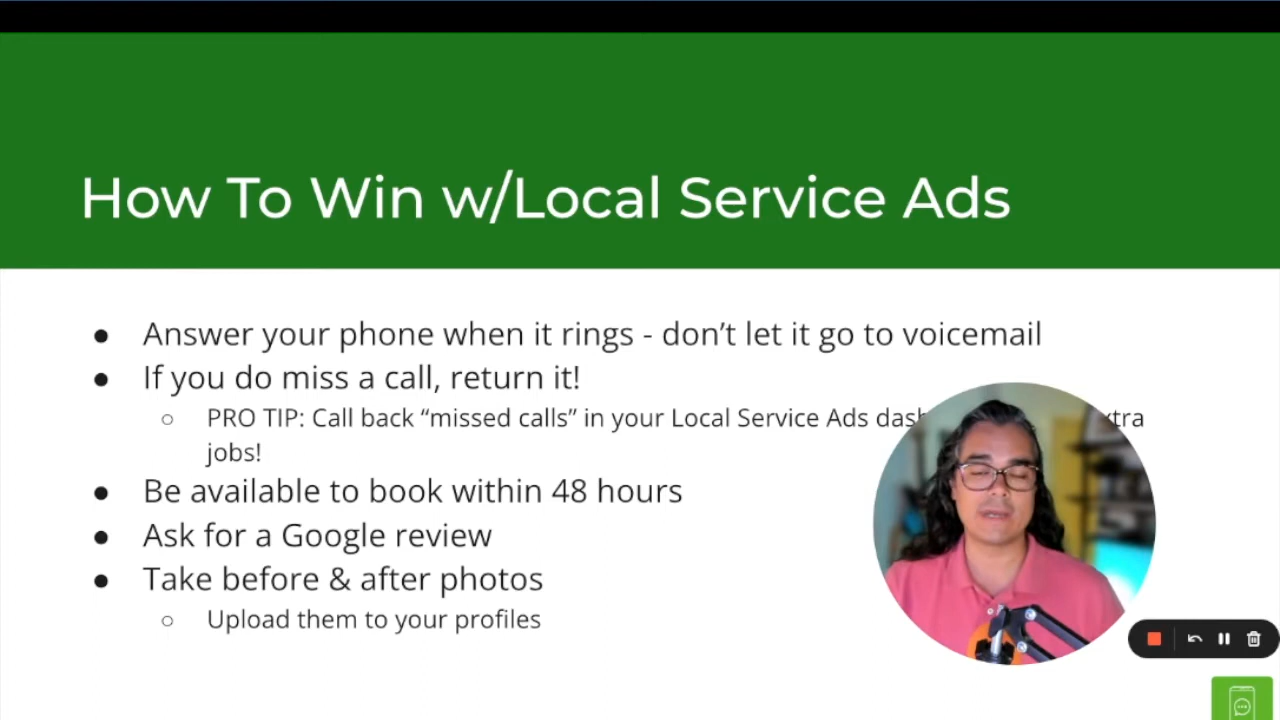 How To Win w/Local Service Ads
● Answer your phone when it rings - don’t let it go to voicemail
● If you do miss a call, return it!
○ PRO TIP: Call back “missed calls” in your Local Service Ads
jobs!
● Be available to book within 48 hours
● Ask for a Google review
● Take before & after photos
○ Upload them to your profiles